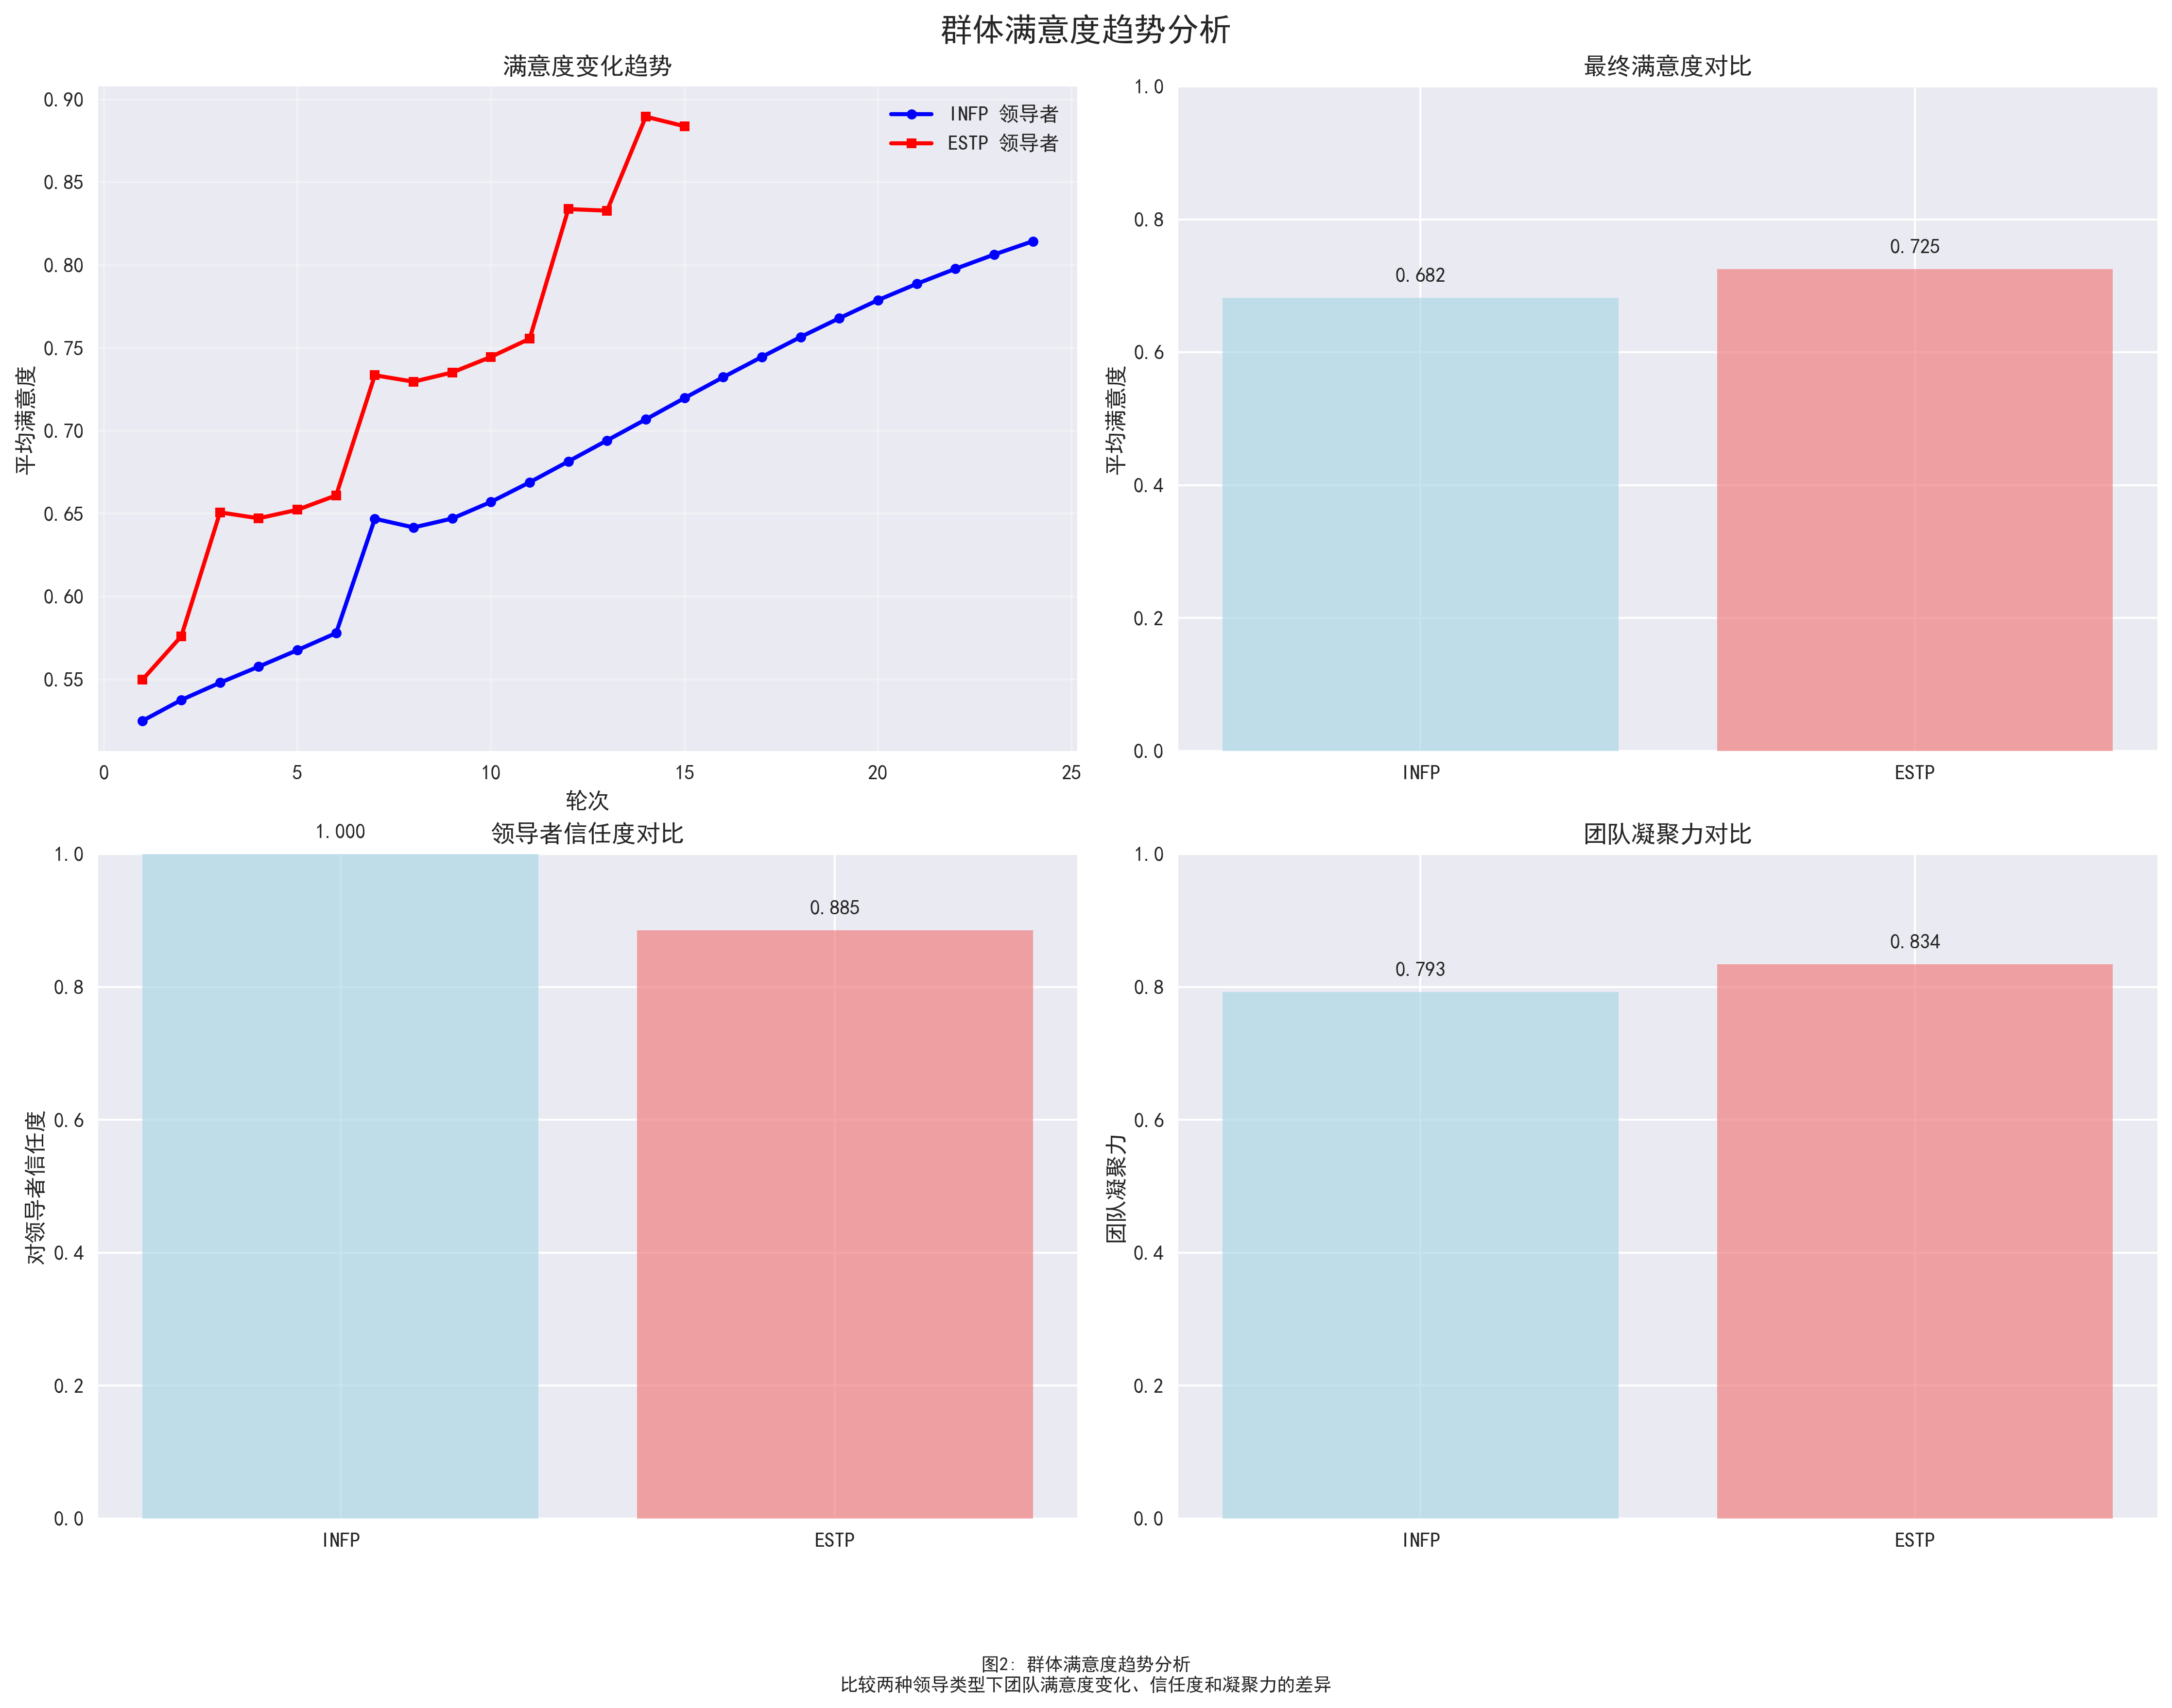 群体满意度趋势分析
满意度变化趋势
平均满意度
0.90
0.85
0.80
0.75
0.70
0.65
0.60
0.55
INFP 领导者
ESTP 领导者
0 5 10 15 20 25
轮次
最终满意度对比
平均满意度
1.0
0.8
0.6
0.4
0.2
0.0
0.682
0.725
INFP ESTP
领导者信任度对比
对领导者信任度
1.0
0.8
0.6
0.4
0.2
0.0
1.000
0.885
INFP ESTP
团队凝聚力对比
团队凝聚力
1.0
0.8
0.6
0.4
0.2
0.0
0.793
0.834
INFP ESTP
图2: 群体满意度趋势分析
比较两种领导类型下团队满意度变化、信任度和凝聚力的差异